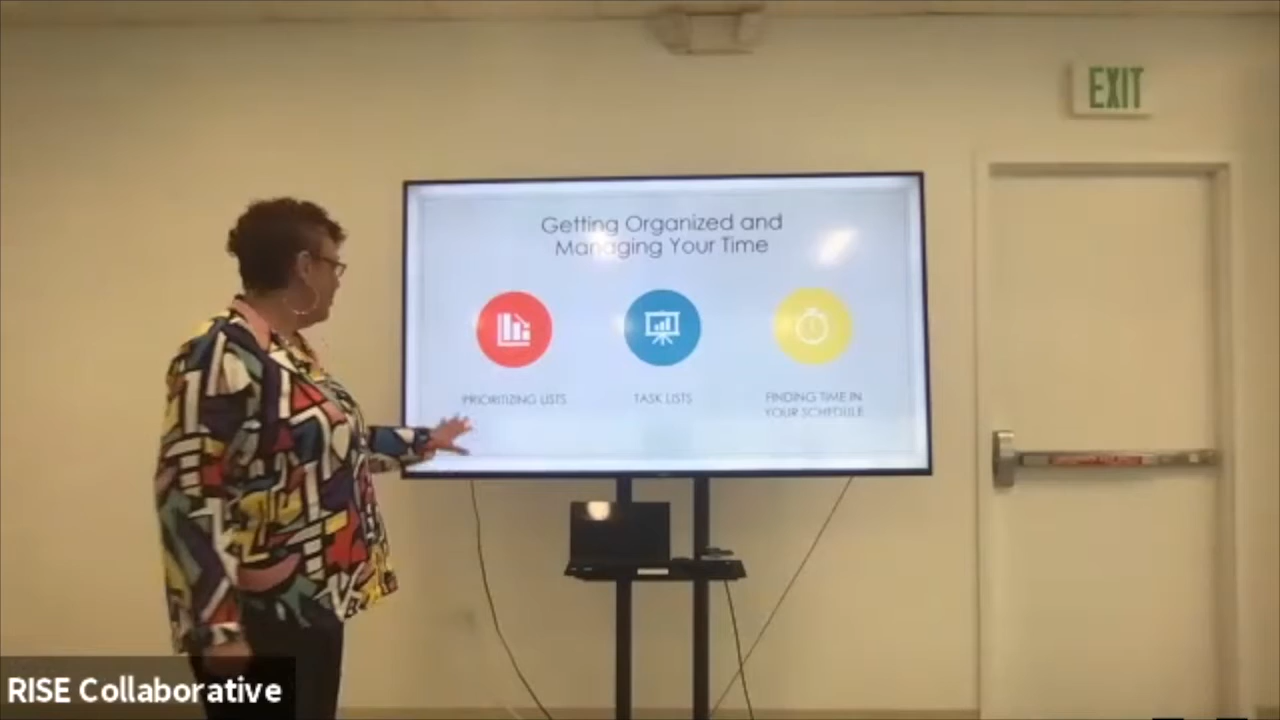 EXIT
Getting Organized and
Managing Your Time
PRIORITIZING LISTS
TASK LISTS
FINDING TIME IN
YOUR SCHEDULE
RISE Collaborative